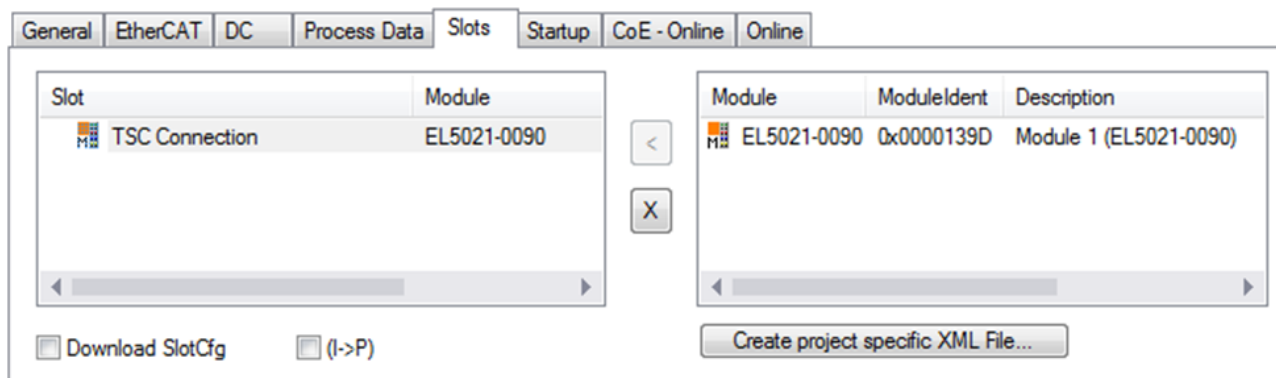 General EtherCAT DC Process Data Slots Startup CoE - Online Online
Slot Module
TSC Connection EL5021-0090
<
X
Module ModuleIdent Description
EL5021-0090 0x0000139D Module 1 (EL5021-0090)
Download SlotCfg (I->P)
Create project specific XML File...